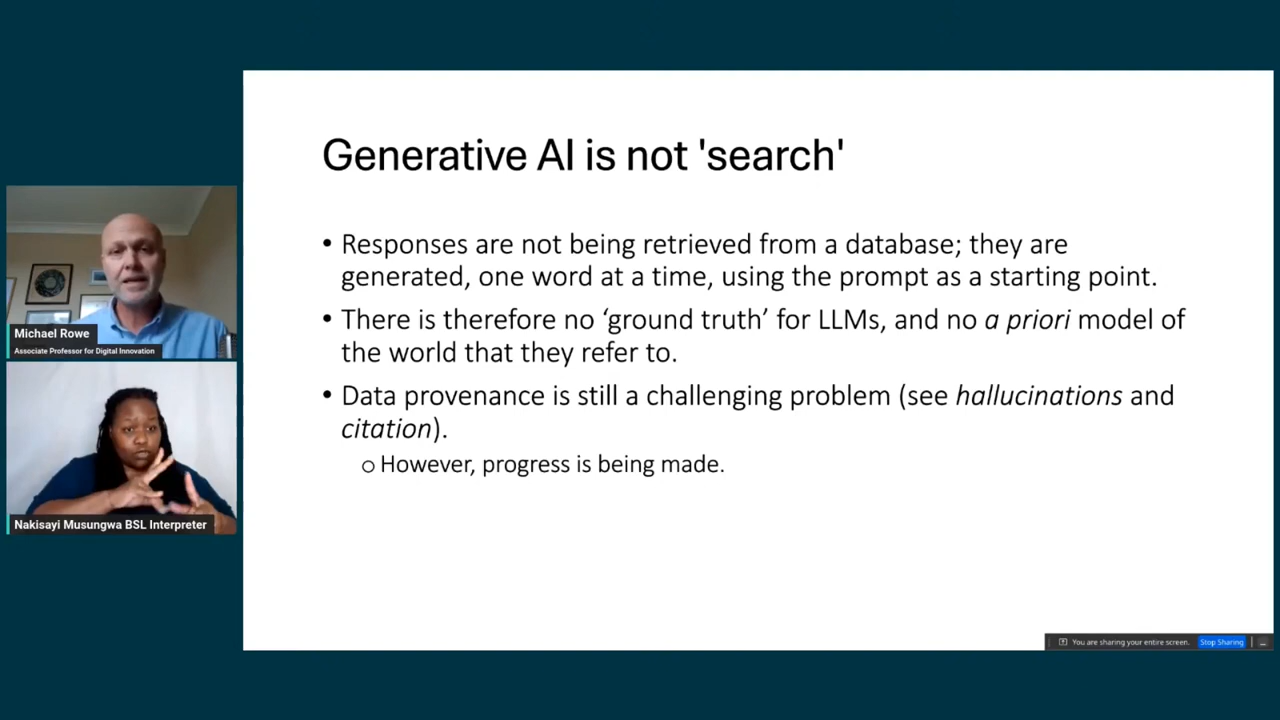 Generative AI is not 'search'
• Responses are not being retrieved from a database; they are
generated, one word at a time, using the prompt as a starting point.
• There is therefore no ‘ground truth’ for LLMs, and no a priori model of
the world that they refer to.
• Data provenance is still a challenging problem (see hallucinations and
citation).
o However, progress is being made.
Michael Rowe
Associate Professor for Digital Innovation
Nakisayi Musungwa BSL Interpreter
You are sharing your entire screen. Stop Sharing